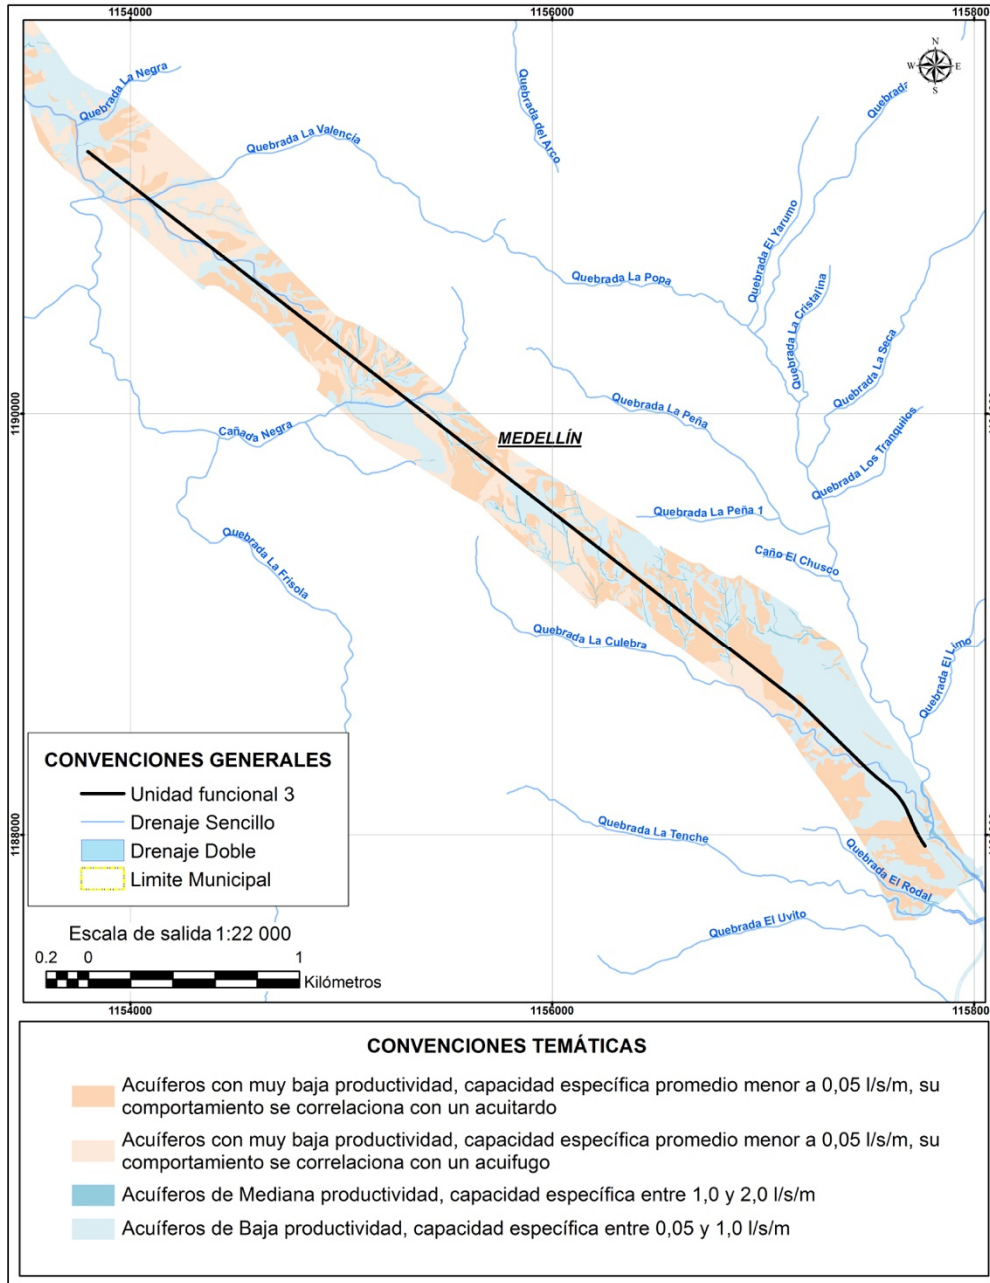 1154000
1156000
115800
N
W E
S
Quebrada La Negra
Quebrada La Valencía
Quebrada del Arco
Quebrada
Quebrada El Yarumo
Quebrada La Popa
Quebrada La Cristalina
Quebrada La Seca
1190000
Quebrada La Peña
Cañada Negra
MEDELLÍN
Quebrada Los Tranquilos
Quebrada La Peña 1
Caño El Chusco
Quebrada La Frisola
Quebrada La Culebra
Quebrada El Limo
CONVENCIONES GENERALES
Unidad funcional 3
Drenaje Sencillo
Drenaje Doble
Limite Municipal
1188000
Quebrada La Tenche
Quebrada El Rodal
Quebrada El Uvito
Escala de salida 1:22 000
0.2 0 1
Kilómetros
1154000
1156000
115800
CONVENCIONES TEMÁTICAS
Acuíferos con muy baja productividad, capacidad específica promedio menor a 0,05 l/s/m, su
comportamiento se correlaciona con un acuitardo
Acuíferos con muy baja productividad, capacidad específica promedio menor a 0,05 l/s/m, su
comportamiento se correlaciona con un acuifugo
Acuíferos de Mediana productividad, capacidad específica entre 1,0 y 2,0 l/s/m
Acuíferos de Baja productividad, capacidad específica entre 0,05 y 1,0 l/s/m